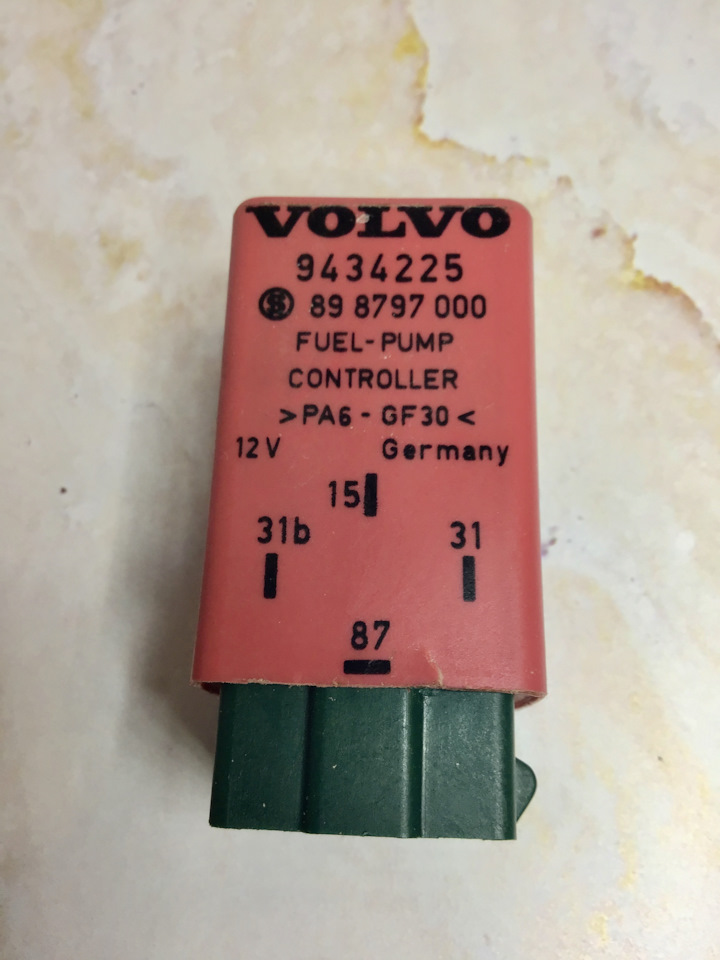 VOLVO
9434225
89 8797 000
FUEL-PUMP
CONTROLLER
>PA6 - GF30<
12V Germany
15
31b 31
87